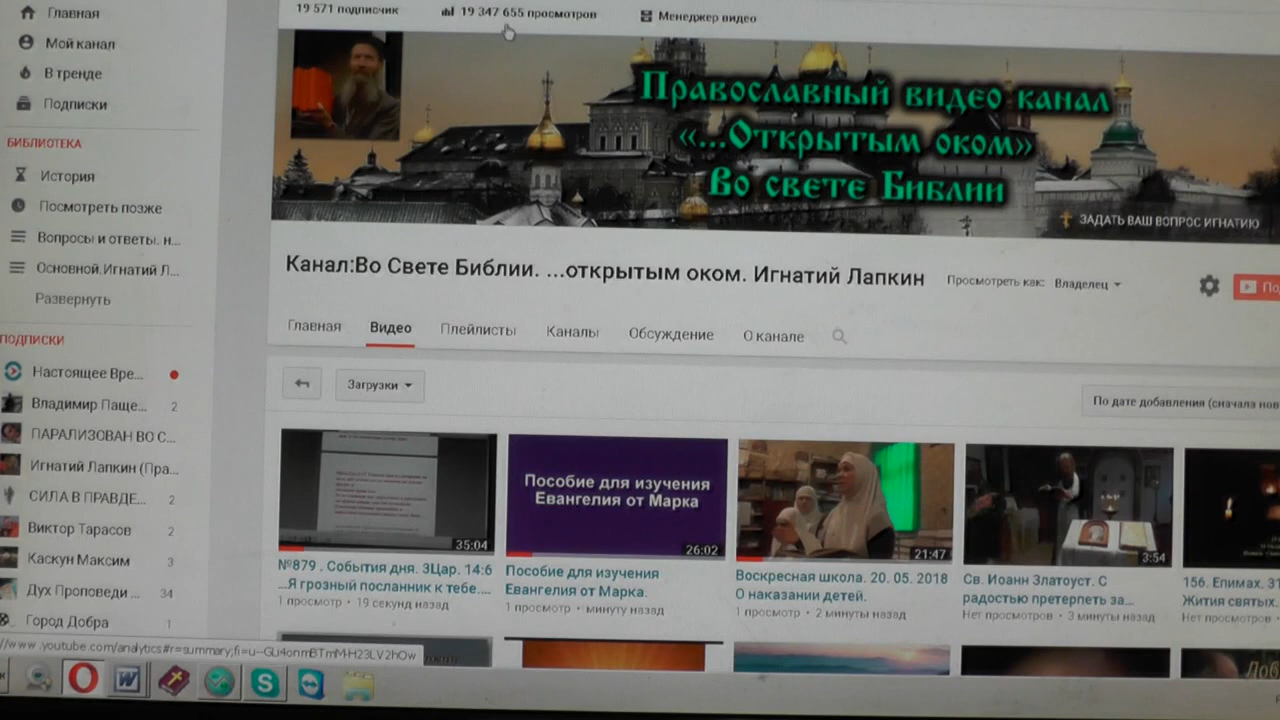 Главная
Мой канал
В тренде
Подписки
БИБЛИОТЕКА
История
Посмотреть позже
Вопросы и ответы. н...
Основной.Игнатий Л...
Развернуть
ПОДПИСКИ
Настоящее Вре...
Владимир Паще... 2
ПАРАЛИЗОВАН ВО С...
Игнатий Лапкин (Пра...
СИЛА В ПРАВДЕ... 2
Виктор Тарасов 2
Каскун Максим 3
Дух Проповеди ... 34
Город Добра 1
19 571 подписчик
19 347 655 просмотров
Менеджер видео
Православный видео канал
«...Открытым оком»
Во свете Библии
ЗАДАТЬ ВАШ ВОПРОС ИГНАТИЮ
Канал:Во Свете Библии. ...открытым оком. Игнатий Лапкин
Просмотреть как: Владелец
Главная Видео Плейлисты Каналы Обсуждение О канале
Загрузки
По дате добавления (сначала нов
35:04
№879 . События дня. 3Цар. 14:6
...Я грозный посланник к тебе....
1 просмотр • 19 секунд назад
Пособие для изучения
Евангелия от Марка
26:02
Пособие для изучения
Евангелия от Марка.
1 просмотр • минуту назад
21:47
Воскресная школа. 20. 05. 2018
О наказании детей.
1 просмотр • 2 минуты назад
3:54
Св. Иоанн Златоуст. С
радостью претерпеть за...
Нет просмотров • 3 минуты назад
156. Епимах. 31
Жития святых.
Нет просмотров •